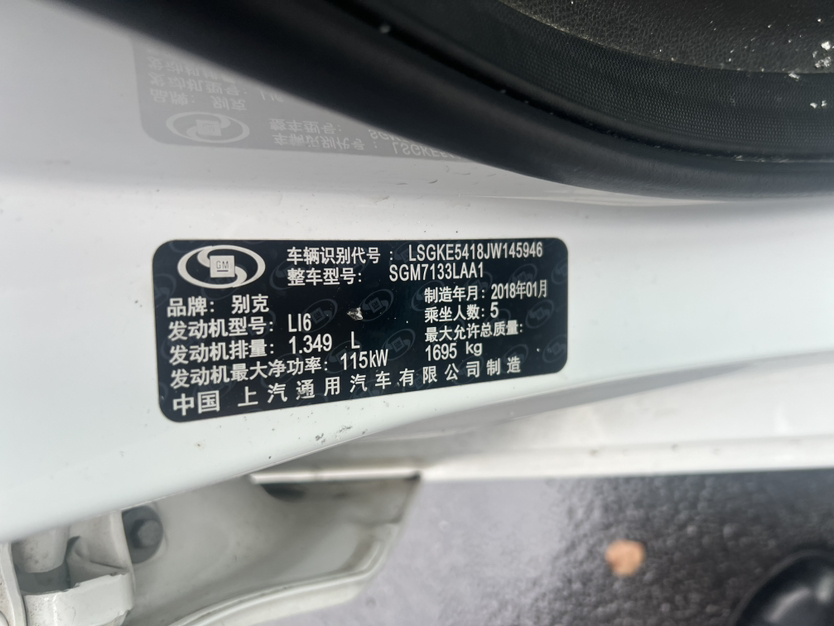 GM
车辆识别代号：LSGKE5418JW145946
整车型号：SGM7133LAA1
品牌：别克
制造年月：2018年01月
发动机型号：LI6
乘坐人数：5
发动机排量：1.349 L
最大允许总质量：
1695 kg
发动机最大净功率：115kW
中国 上汽通用汽车有限公司制造